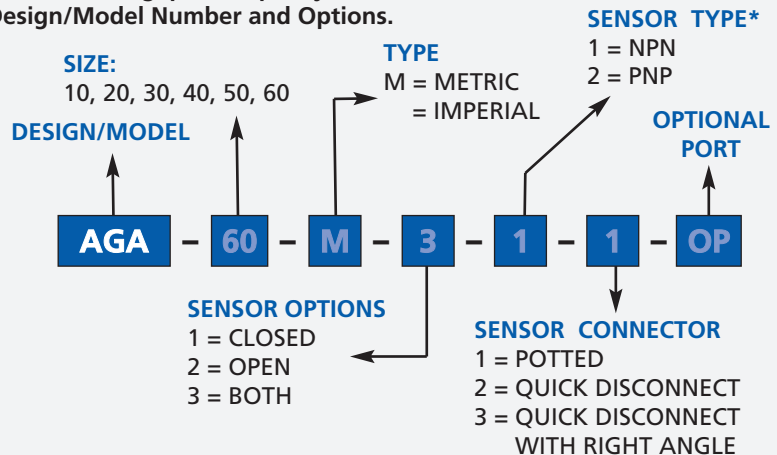 Design/Model Number and Options.
SIZE:
10, 20, 30, 40, 50, 60
TYPE
M = METRIC
= IMPERIAL
SENSOR TYPE*
1 = NPN
2 = PNP
DESIGN/MODEL
OPTIONAL
PORT
AGA - 60 - M - 3 - 1 - 1 - OP
SENSOR OPTIONS
1 = CLOSED
2 = OPEN
3 = BOTH
SENSOR CONNECTOR
1 = POTTED
2 = QUICK DISCONNECT
3 = QUICK DISCONNECT
WITH RIGHT ANGLE